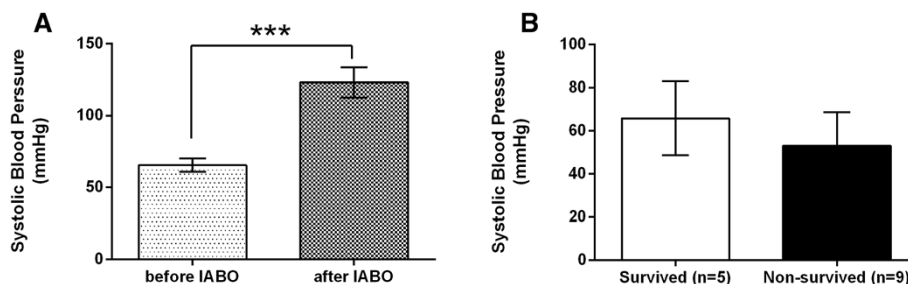 A
Systolic Blood Perssure
(mmHg)
150
100
50
0
***
before IABO
after IABO
B
Systolic Blood Pressure
(mmHg)
100
80
60
40
20
0
Survived (n=5)
Non-survived (n=9)